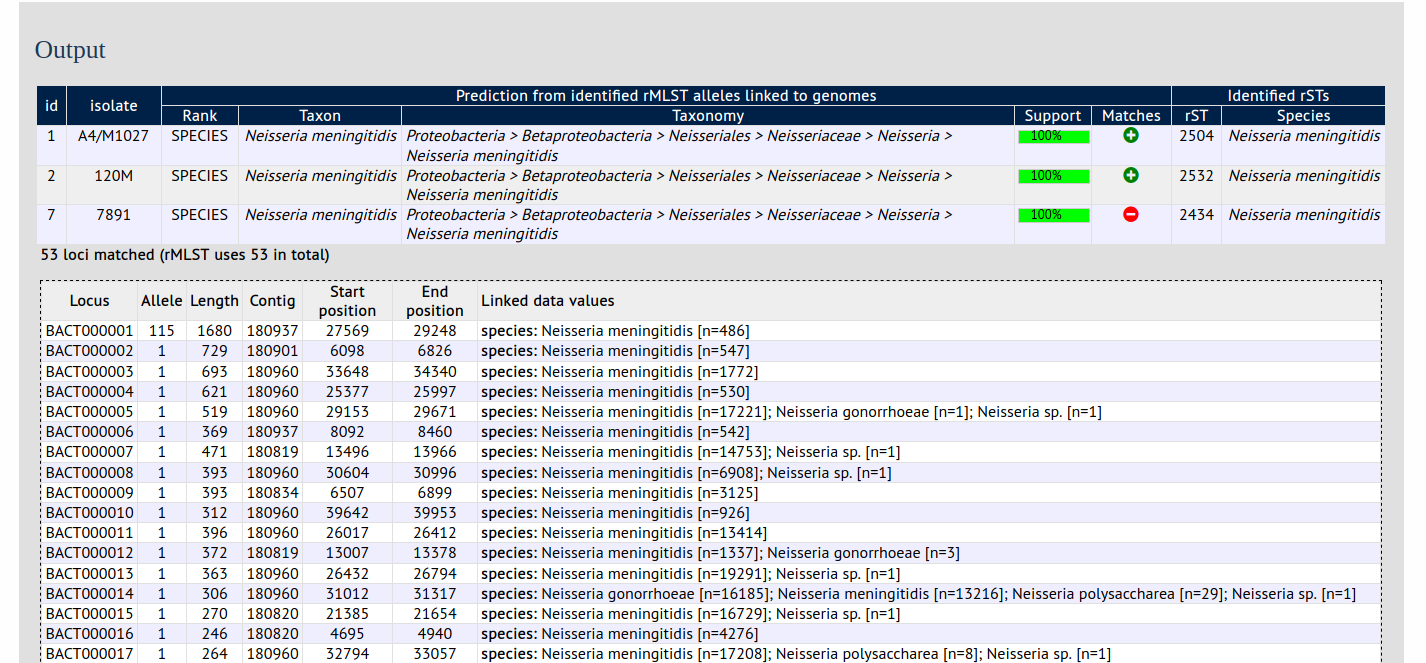 Output
id isolate Prediction from identified rMLST alleles linked to genomes Identified rSTs
Rank Taxon Taxonomy Support Matches rST Species
1 A4/M1027 SPECIES Neisseria meningitidis Proteobacteria > Betaproteobacteria > Neisseriales > Neisseriaceae > Neisseria > 100% 2504 Neisseria meningitidis
Neisseria meningitidis
2 120M SPECIES Neisseria meningitidis Proteobacteria > Betaproteobacteria > Neisseriales > Neisseriaceae > Neisseria > 100% 2532 Neisseria meningitidis
Neisseria meningitidis
7 7891 SPECIES Neisseria meningitidis Proteobacteria > Betaproteobacteria > Neisseriales > Neisseriaceae > Neisseria > 100% 2434 Neisseria meningitidis
Neisseria meningitidis
53 loci matched (rMLST uses 53 in total)
Locus Allele Length Contig Start position End position Linked data values
BACT000001 115 1680 180937 27569 29248 species: Neisseria meningitidis [n=486]
BACT000002 1 729 180901 6098 6826 species: Neisseria meningitidis [n=547]
BACT000003 1 693 180960 33648 34340 species: Neisseria meningitidis [n=1772]
BACT000004 1 621 180960 25377 25997 species: Neisseria meningitidis [n=530]
BACT000005 1 519 180960 29153 29671 species: Neisseria meningitidis [n=17221]; Neisseria gonorrhoeae [n=1]; Neisseria sp. [n=1]
BACT000006 1 369 180937 8092 8460 species: Neisseria meningitidis [n=542]
BACT000007 1 471 180819 13496 13966 species: Neisseria meningitidis [n=14753]; Neisseria sp. [n=1]
BACT000008 1 393 180960 30604 30996 species: Neisseria meningitidis [n=6908]; Neisseria sp. [n=1]
BACT000009 1 393 180834 6507 6899 species: Neisseria meningitidis [n=3125]
BACT000010 1 312 180960 39642 39953 species: Neisseria meningitidis [n=926]
BACT000011 1 396 180960 26017 26412 species: Neisseria meningitidis [n=13414]
BACT000012 1 372 180819 13007 13378 species: Neisseria meningitidis [n=1337]; Neisseria gonorrhoeae [n=3]
BACT000013 1 363 180960 26432 26794 species: Neisseria meningitidis [n=19291]; Neisseria sp. [n=1]
BACT000014 1 306 180960 31012 31317 species: Neisseria gonorrhoeae [n=16185]; Neisseria meningitidis [n=13216]; Neisseria polysaccharea [n=29]; Neisseria sp. [n=1]
BACT000015 1 270 180820 21385 21654 species: Neisseria meningitidis [n=16729]; Neisseria sp. [n=1]
BACT000016 1 246 180820 4695 4940 species: Neisseria meningitidis [n=4276]
BACT000017 1 264 180960 32794 33057 species: Neisseria meningitidis [n=17208]; Neisseria polysaccharea [n=8]; Neisseria sp. [n=1]